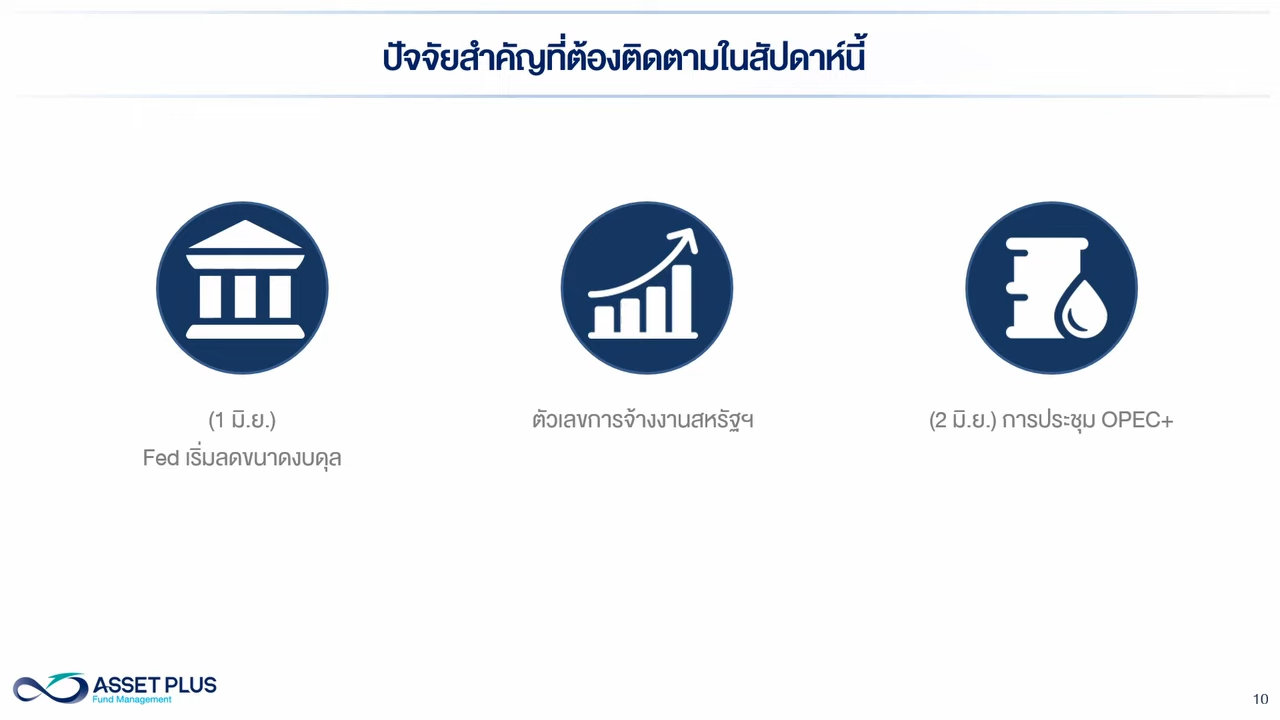 ปัจจัยสำคัญที่ต้องติดตามในสัปดาห์นี้
(1 มิ.ย.)
Fed เริ่มลดขนาดงบดุล
ตัวเลขการจ้างงานสหรัฐฯ
(2 มิ.ย.) การประชุม OPEC+
ASSET PLUS
Fund Management
10